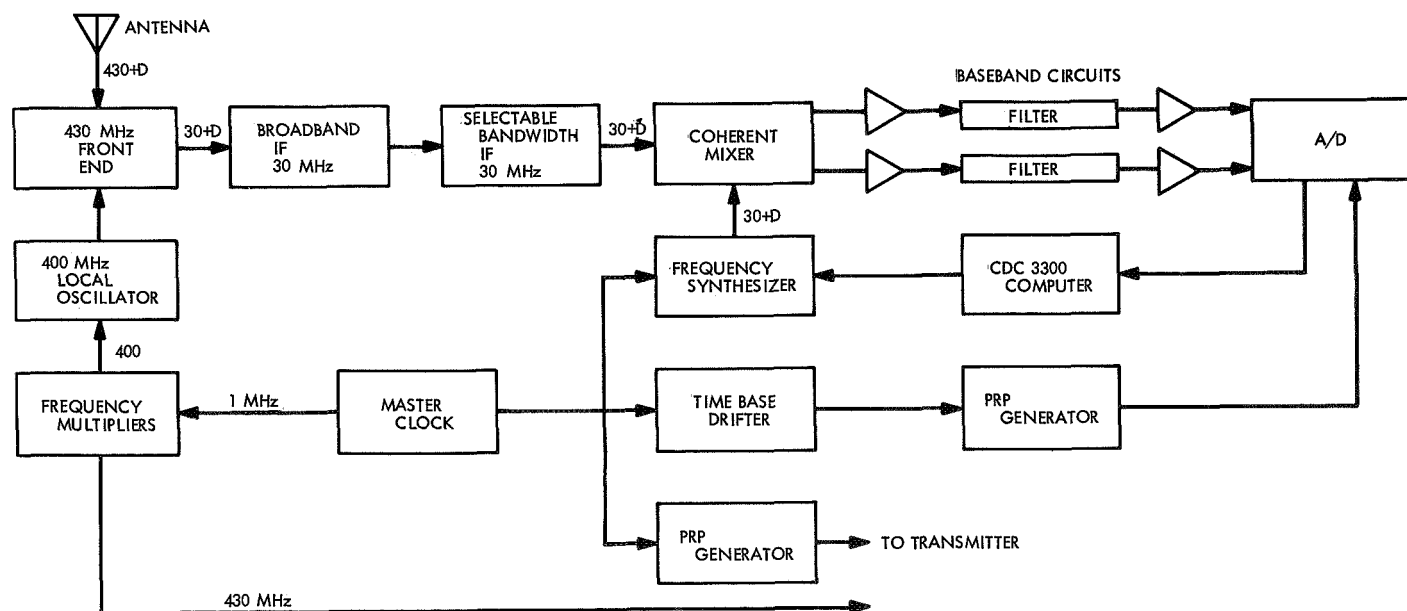 ANTENNA
430+D
430 MHz
FRONT
END
30+D
BROADBAND
IF
30 MHz
SELECTABLE
BANDWIDTH
IF
30 MHz
30+D
COHERENT
MIXER
BASEBAND CIRCUITS
FILTER
FILTER
A/D
30+D
400 MHz
LOCAL
OSCILLATOR
FREQUENCY
SYNTHESIZER
CDC 3300
COMPUTER
400
FREQUENCY
MULTIPLIERS
1 MHz
MASTER
CLOCK
TIME BASE
DRIFTER
PRP
GENERATOR
PRP
GENERATOR
TO TRANSMITTER
430 MHz